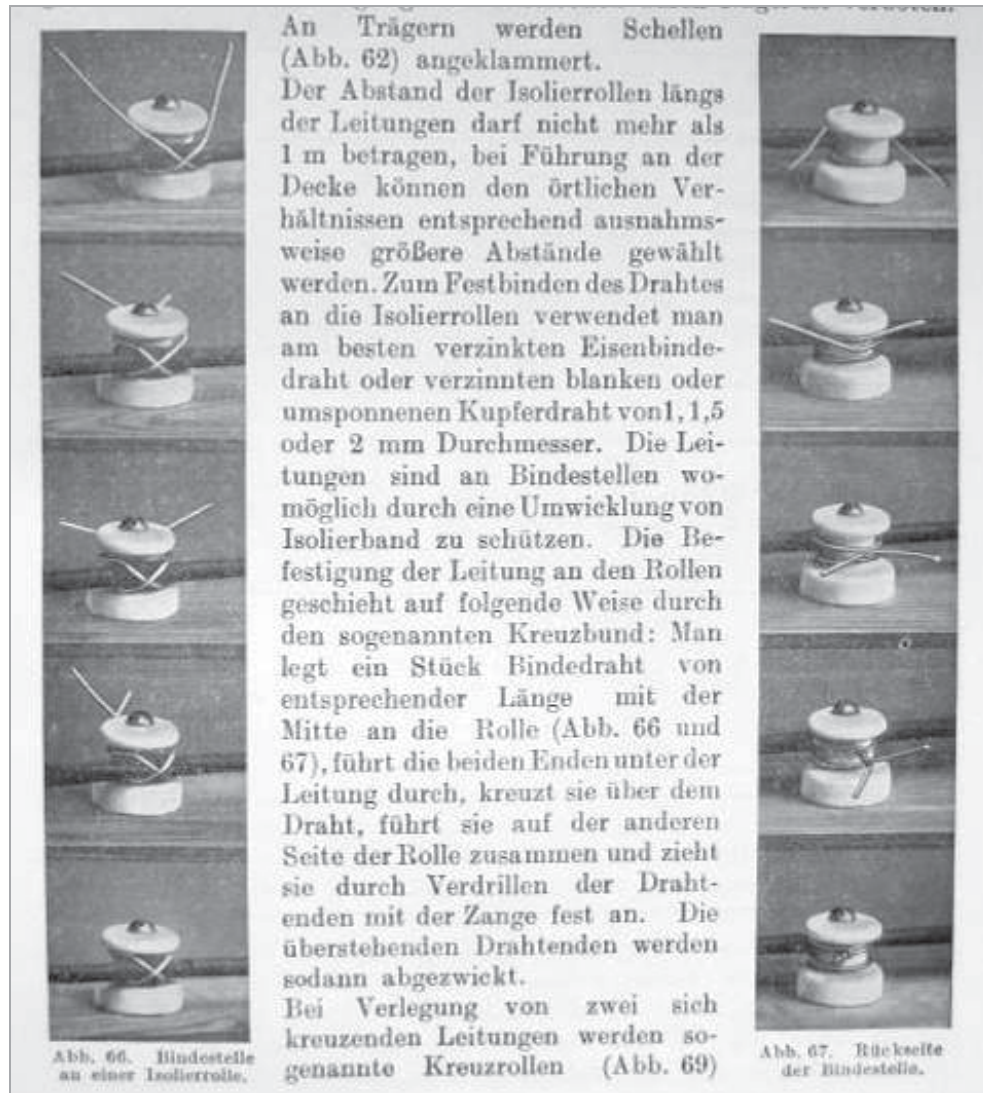 An Trägern werden Schellen
(Abb. 62) angeklammert.
Der Abstand der Isolierrollen längs
der Leitungen darf nicht mehr als
1 m betragen, bei Führung an der
Decke können den örtlichen Ver-
hältnissen entsprechend ausnahms-
weise größere Abstände gewählt
werden. Zum Festbinden des Drahtes
an die Isolierrollen verwendet man
am besten verzinkten Eisenbinde-
draht oder verzinnten blanken oder
umsponnenen Kupferdraht von 1, 1,5
oder 2 mm Durchmesser. Die Lei-
tungen sind an Bindestellen wo-
möglich durch eine Umwicklung von
Isolierband zu schützen. Die Be-
festigung der Leitung an den Rollen
geschieht auf folgende Weise durch
den sogenannten Kreuzbund: Man
legt ein Stück Bindedraht von
entsprechender Länge mit der
Mitte an die Rolle (Abb. 66 und
67), führt die beiden Enden unter der
Leitung durch, kreuzt sie über dem
Draht, führt sie auf der anderen
Seite der Rolle zusammen und zieht
sie durch Verdrillen der Draht-
enden mit der Zange fest an. Die
überstehenden Drahtenden werden
sodann abgezwickt.
Bei Verlegung von zwei sich
kreuzenden Leitungen werden so-
genannte Kreuzrollen (Abb. 69)
Abb. 66. Bindestelle
an einer Isolierrolle.
Abb. 67. Rückseite
der Bindestelle.